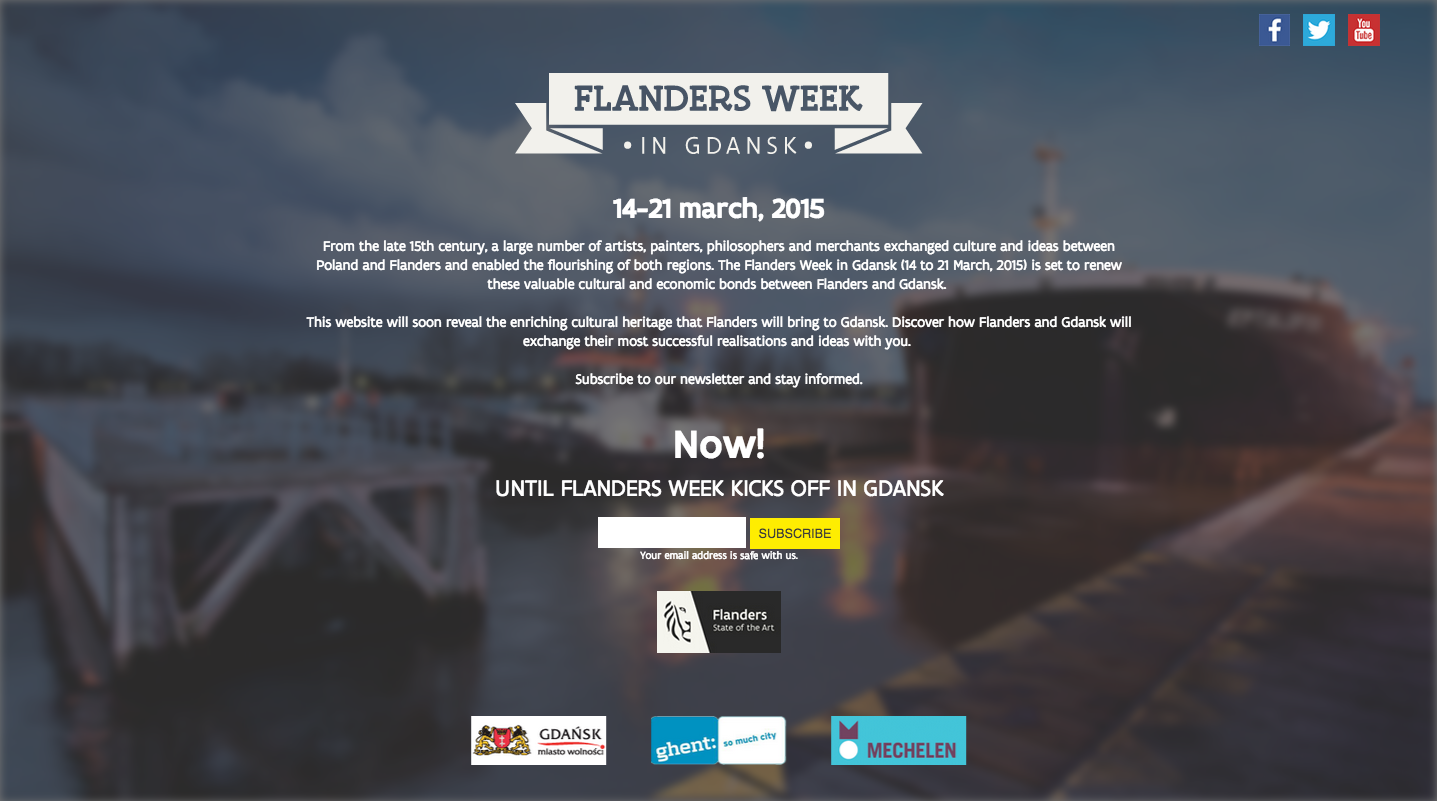 f
You
Tube
FLANDERS WEEK
• IN GDANSK •
14-21 march, 2015
From the late 15th century, a large number of artists, painters, philosophers and merchants exchanged culture and ideas between
Poland and Flanders and enabled the flourishing of both regions. The Flanders Week in Gdansk (14 to 21 March, 2015) is set to renew
these valuable cultural and economic bonds between Flanders and Gdansk.
This website will soon reveal the enriching cultural heritage that Flanders will bring to Gdansk. Discover how Flanders and Gdansk will
exchange their most successful realisations and ideas with you.
Subscribe to our newsletter and stay informed.
Now!
UNTIL FLANDERS WEEK KICKS OFF IN GDANSK
SUBSCRIBE
Your email address is safe with us.
Flanders
State of the Art
GDAŃSK
miasto wolności
ghent:
so much city
MECHELEN